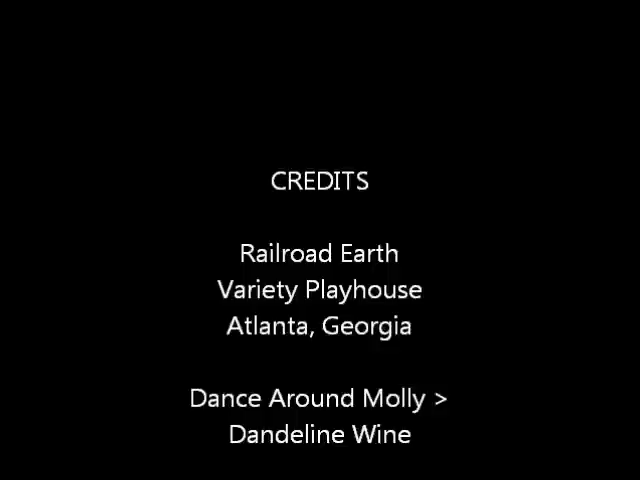 CREDITS
Railroad Earth
Variety Playhouse
Atlanta, Georgia
Dance Around Molly >
Dandeline Wine